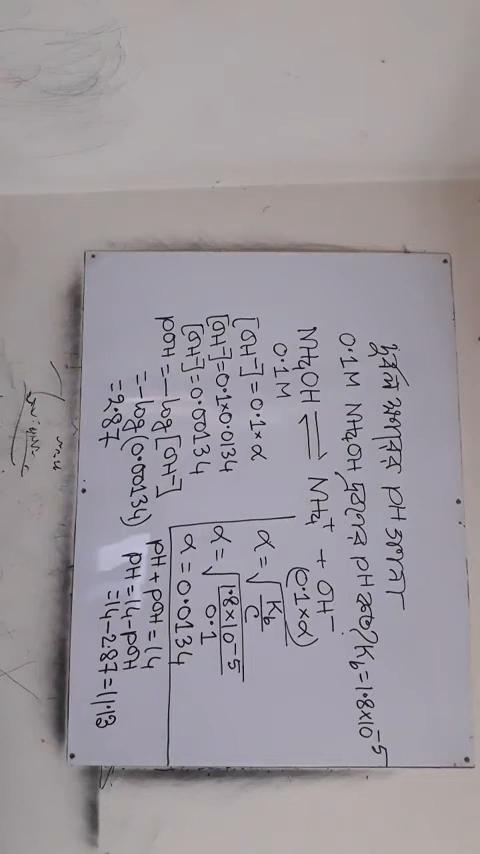 দুর্বল ক্ষারের pH গণনা
0.1M NH₄OH দ্রবণের pH কত? K_b = 1.8×10⁻⁵
NH₄OH ⇌ NH₄⁺ + OH⁻
0.1M (0.1×α)
[OH⁻] = 0.1×α
[OH⁻] = 0.1×0.0134
[OH⁻] = 0.00134
pOH = -log[OH⁻]
= -log(0.00134)
= 2.87
α = √(K_b/C)
α = √(1.8×10⁻⁵/0.1)
α = 0.0134
pH + pOH = 14
pH = 14 - pOH
= 14 - 2.87 = 11.13